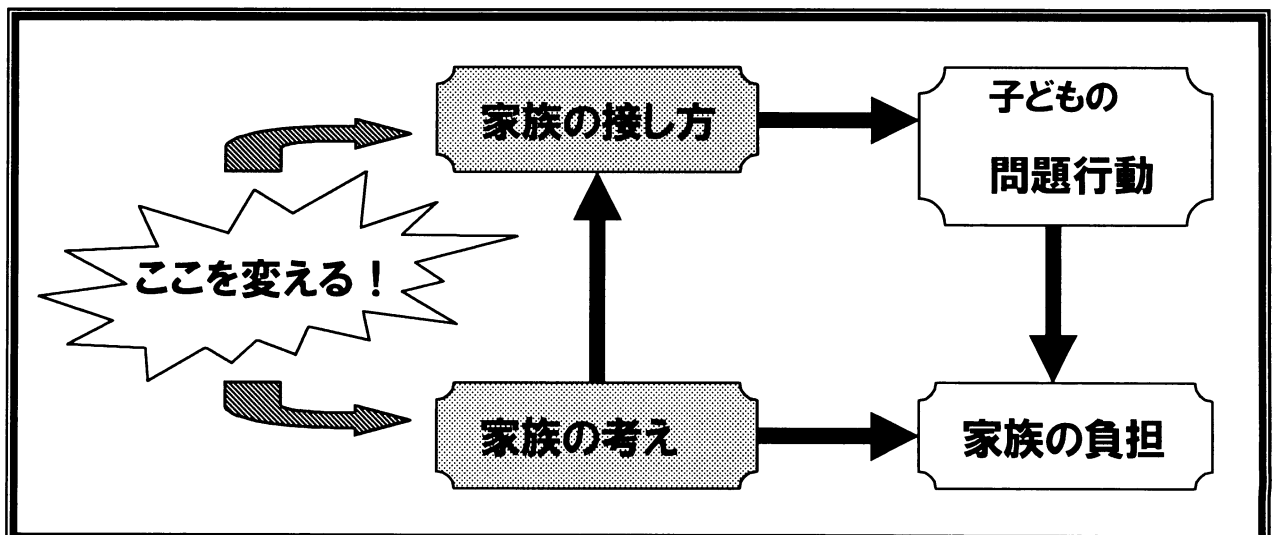 家族の接し方
子どもの
問題行動
ここを変える！
家族の考え
家族の負担